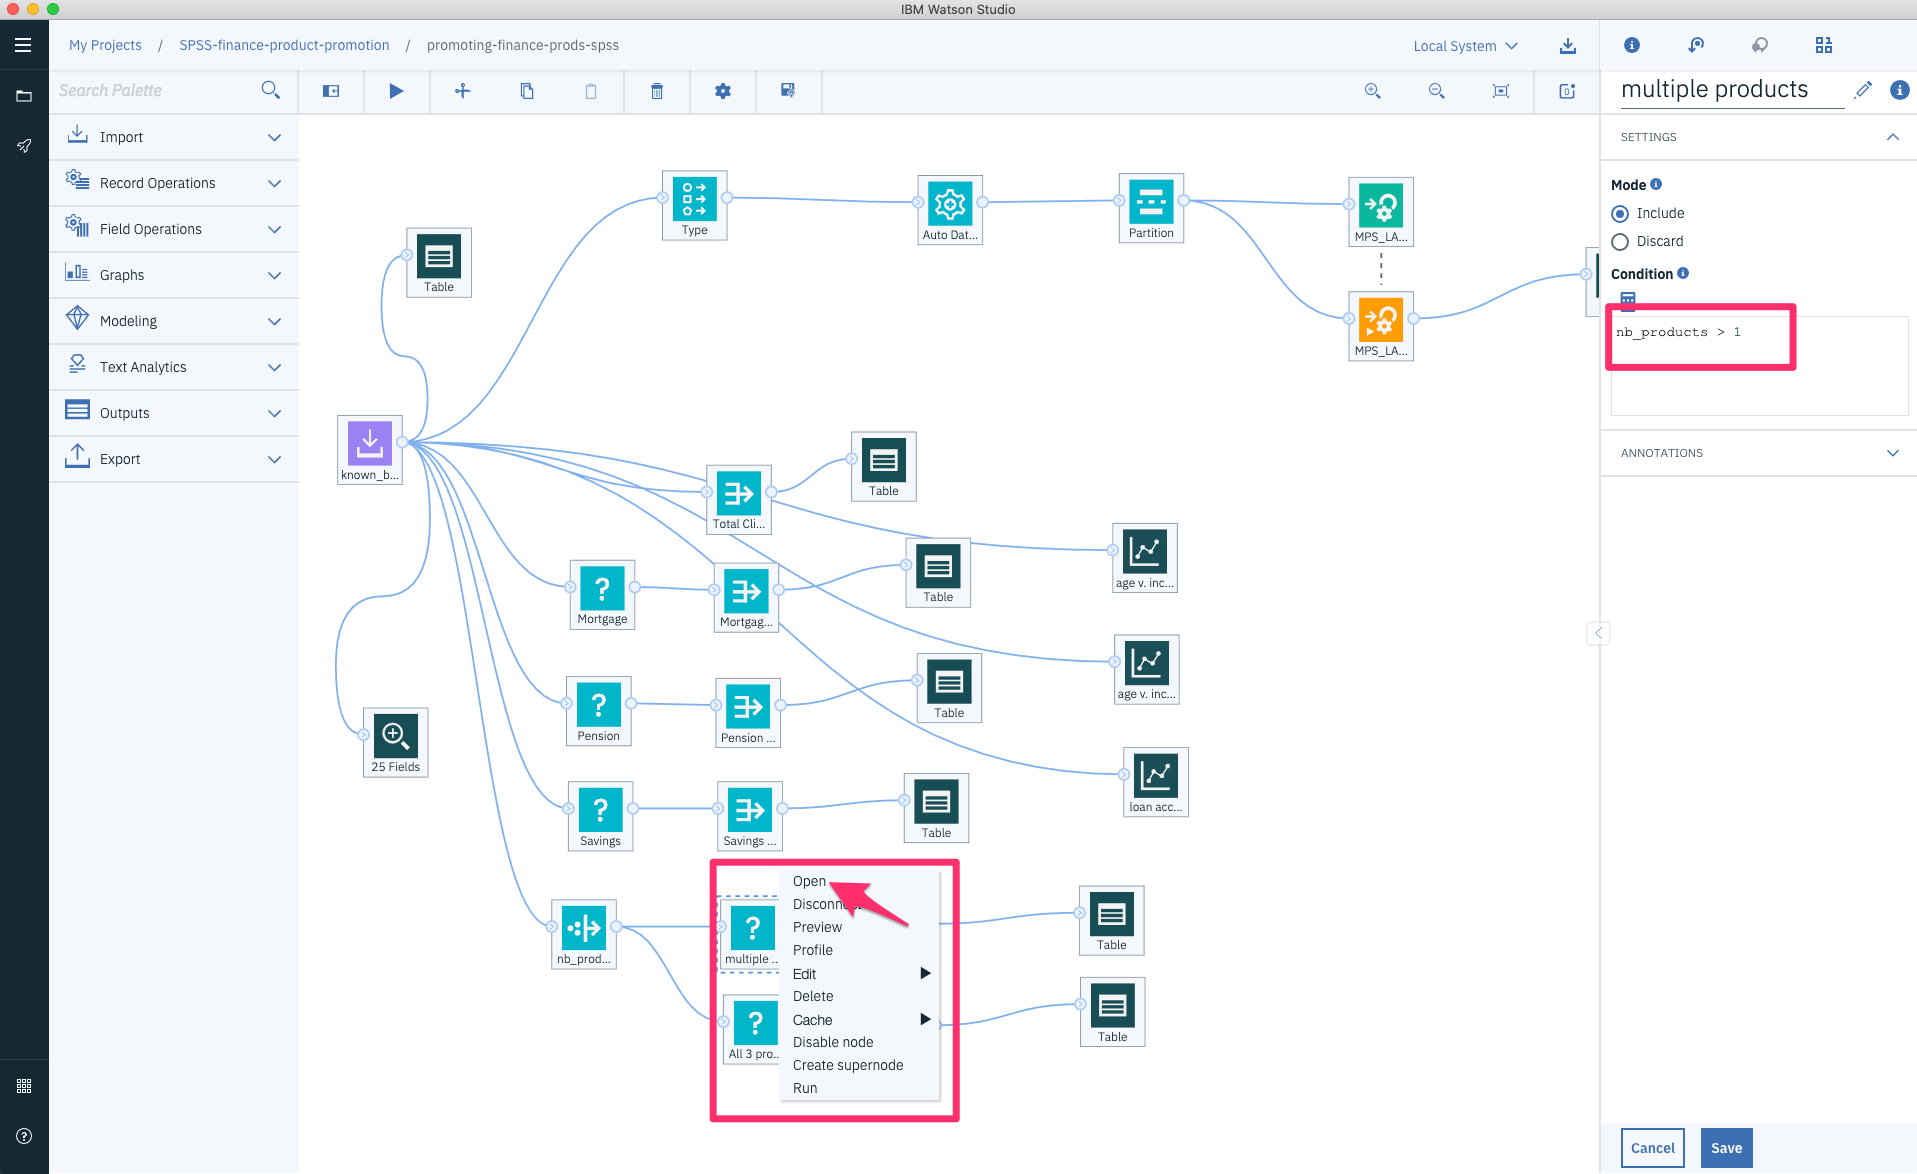 IBM Watson Studio
My Projects / SPSS-finance-product-promotion / promoting-finance-prods-spss
Local System
Search Palette
Import
Record Operations
Field Operations
Graphs
Modeling
Text Analytics
Outputs
Export
Type
Auto Dat...
Partition
MPS_LA...
Table
MPS_LA...
known_b...
Table
Total Cli...
Table
age v. inc...
Mortgage
Mortgag...
Table
age v. inc...
Pension
Pension ...
25 Fields
Table
loan acc...
Savings
Savings ...
nb_prod...
multiple ...
All 3 pro..
Open
Disconnect
Preview
Profile
Edit
Delete
Cache
Disable node
Create supernode
Run
Table
Table
multiple products
SETTINGS
Mode
Include
Discard
Condition
nb_products > 1
ANNOTATIONS
Cancel
Save